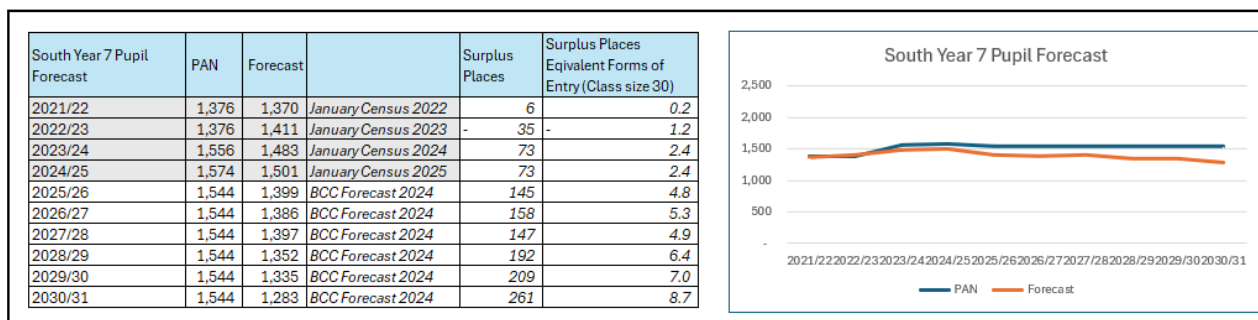 South Year 7 Pupil Forecast PAN Forecast Surplus Places Surplus Places Eqivalent Forms of Entry (Class size 30)
2021/22 1,376 1,370 January Census 2022 6 0.2
2022/23 1,376 1,411 January Census 2023 - 35 - 1.2
2023/24 1,556 1,483 January Census 2024 73 2.4
2024/25 1,574 1,501 January Census 2025 73 2.4
2025/26 1,544 1,399 BCC Forecast 2024 145 4.8
2026/27 1,544 1,386 BCC Forecast 2024 158 5.3
2027/28 1,544 1,397 BCC Forecast 2024 147 4.9
2028/29 1,544 1,352 BCC Forecast 2024 192 6.4
2029/30 1,544 1,335 BCC Forecast 2024 209 7.0
2030/31 1,544 1,283 BCC Forecast 2024 261 8.7
South Year 7 Pupil Forecast
2,500
2,000
1,500
1,000
500
-
2021/22 2022/23 2023/24 2024/25 2025/26 2026/27 2027/28 2028/29 2029/30 2030/31
PAN Forecast